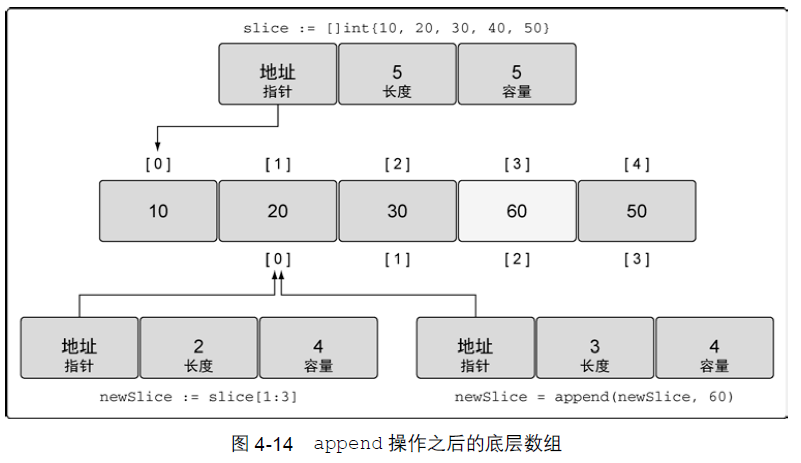 slice := []int{10, 20, 30, 40, 50}
地址 5 5
指针 长度 容量
[0] [1] [2] [3] [4]
10 20 30 60 50
[0] [1] [2] [3]
地址 2 4 地址 3 4
指针 长度 容量 指针 长度 容量
newSlice := slice[1:3] newSlice = append(newSlice, 60)
图 4-14 append 操作之后的底层数组